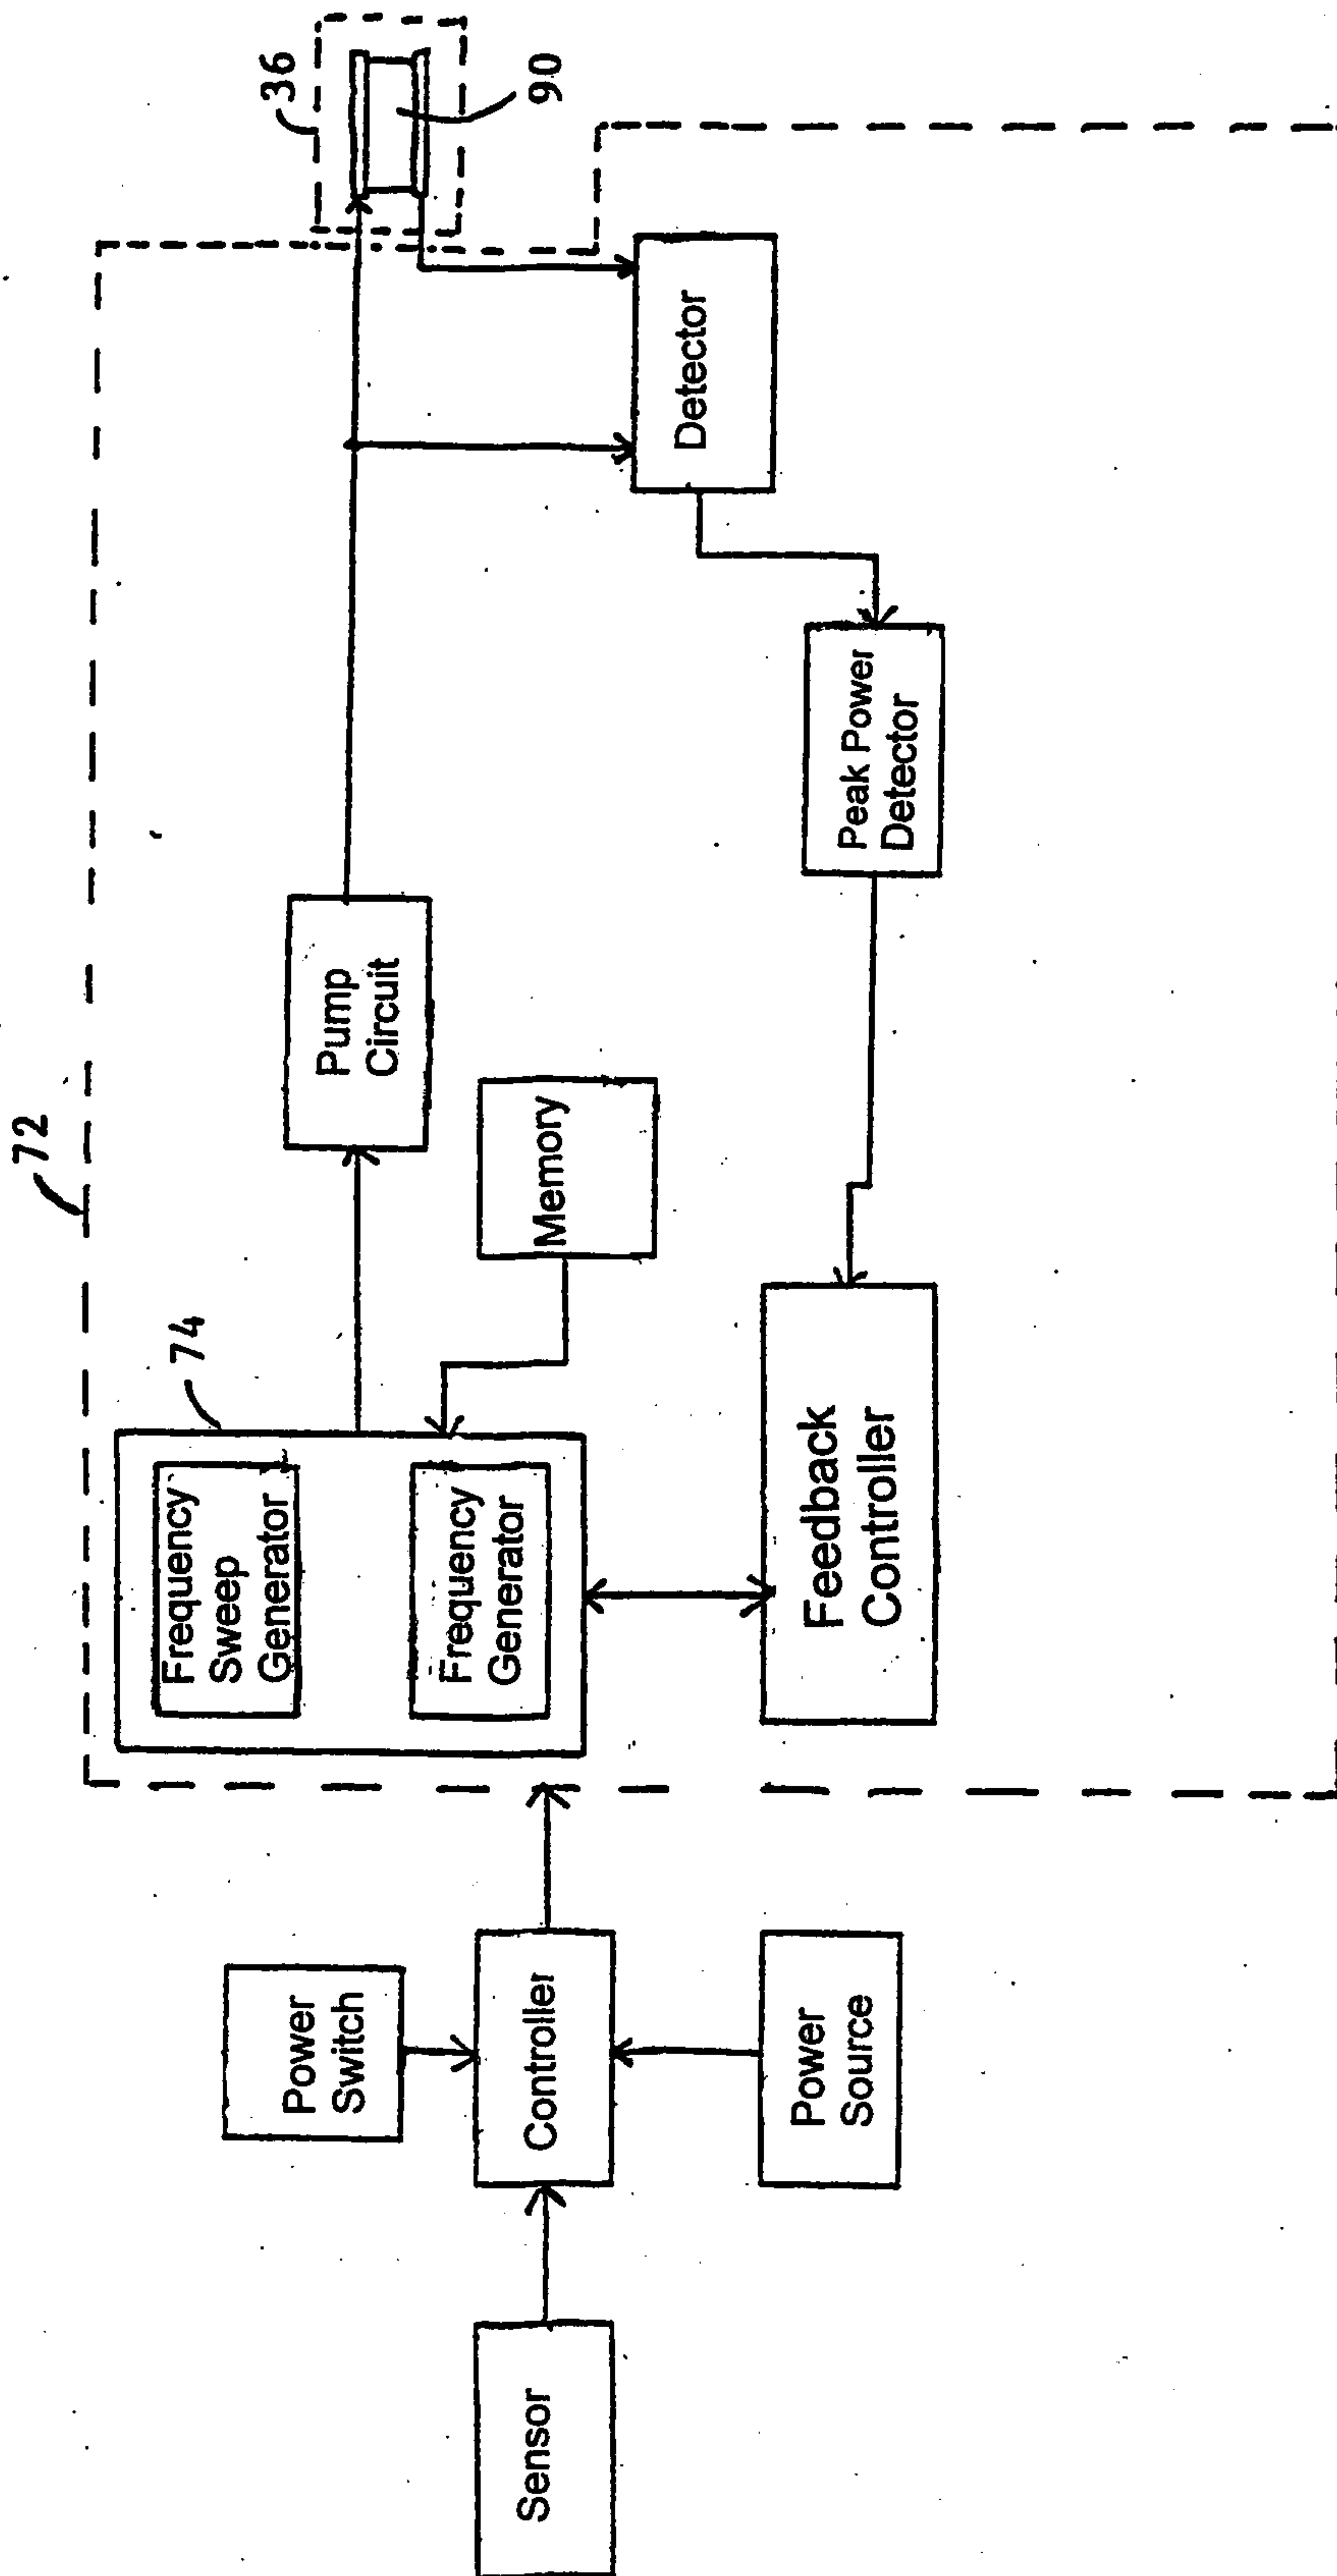 72
36
90
74
Frequency
Sweep
Generator
Frequency
Generator
Pump
Circuit
Memory
Detector
Peak Power
Detector
Feedback
Controller
Power
Switch
Controller
Power
Source
Sensor